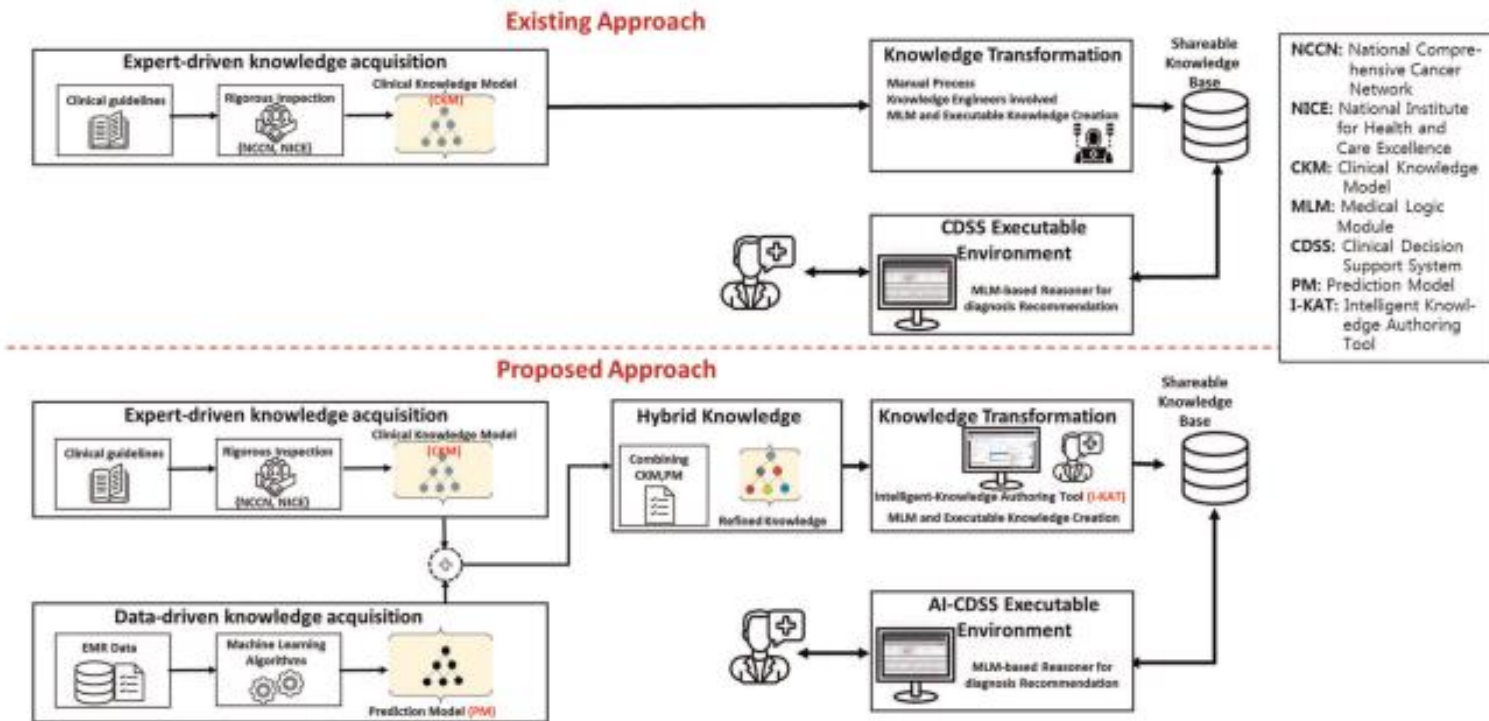 Existing Approach
Expert-driven knowledge acquisition
Clinical guidelines
Rigorous Inspection
(NCCN, NICE)
Clinical Knowledge Model
(CKM)
Knowledge Transformation
Manual Process
Knowledge Engineers involved
MLM and Executable Knowledge Creation
Shareable
Knowledge
Base
CDSS Executable
Environment
MLM-based Reasoner for
diagnosis Recommendation
NCCN: National Compre-
hensive Cancer
Network
NICE: National Institute
for Health and
Care Excellence
CKM: Clinical Knowledge
Model
MLM: Medical Logic
Module
CDSS: Clinical Decision
Support System
PM: Prediction Model
I-KAT: Intelligent Knowl-
edge Authoring
Tool
Proposed Approach
Expert-driven knowledge acquisition
Clinical guidelines
Rigorous Inspection
(NCCN, NICE)
Clinical Knowledge Model
(CKM)
Hybrid Knowledge
Combining
CKM,PM
Refined Knowledge
Knowledge Transformation
Intelligent-Knowledge Authoring Tool (I-KAT)
MLM and Executable Knowledge Creation
Shareable
Knowledge
Base
Data-driven knowledge acquisition
EMR Data
Machine Learning
Algorithms
Prediction Model (PM)
AI-CDSS Executable
Environment
MLM-based Reasoner for
diagnosis Recommendation